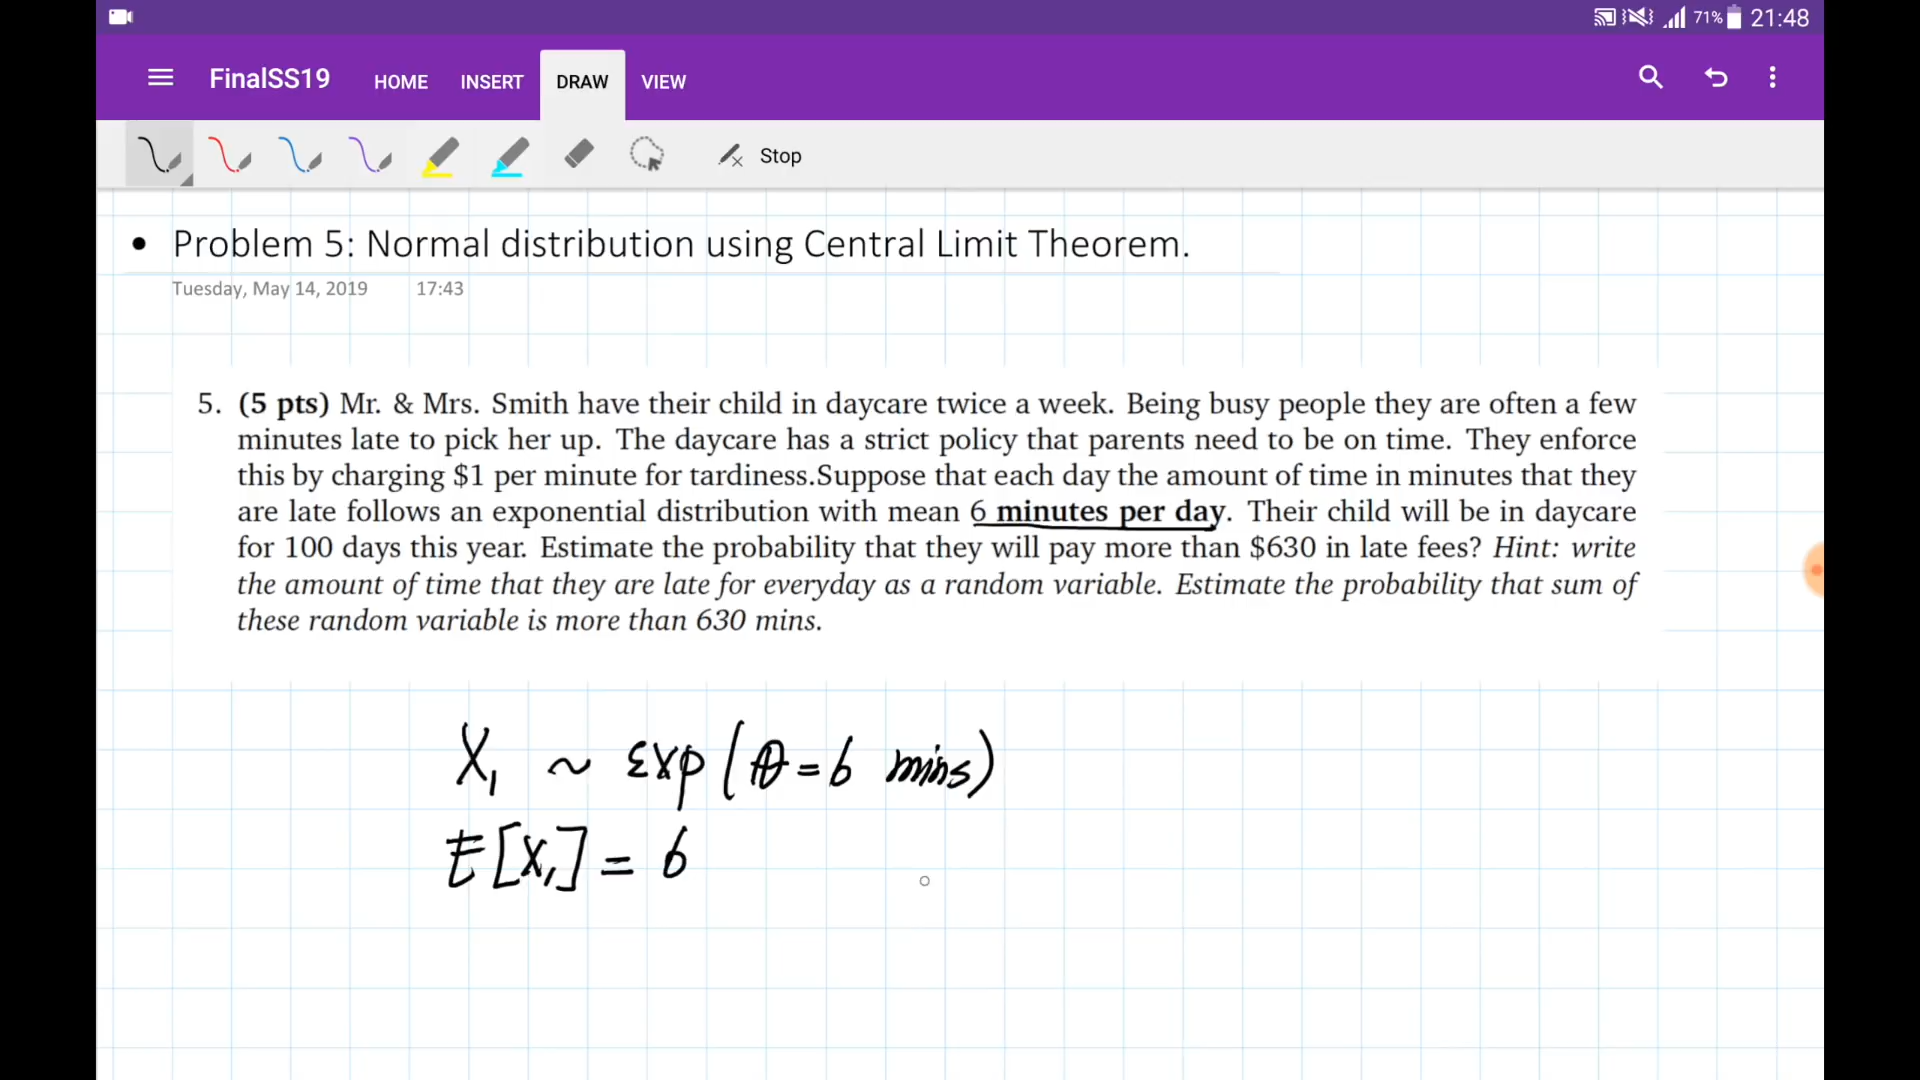 71% 21:48
FinalSS19 HOME INSERT DRAW VIEW
Stop
• Problem 5: Normal distribution using Central Limit Theorem.
Tuesday, May 14, 2019 17:43
5. (5 pts) Mr. & Mrs. Smith have their child in daycare twice a week. Being busy people they are often a few
minutes late to pick her up. The daycare has a strict policy that parents need to be on time. They enforce
this by charging $1 per minute for tardiness.Suppose that each day the amount of time in minutes that they
are late follows an exponential distribution with mean 6 minutes per day. Their child will be in daycare
for 100 days this year. Estimate the probability that they will pay more than $630 in late fees? Hint: write
the amount of time that they are late for everyday as a random variable. Estimate the probability that sum of
these random variable is more than 630 mins.
X₁ ~ Exp(θ=6 mins)
E[X₁] = 6